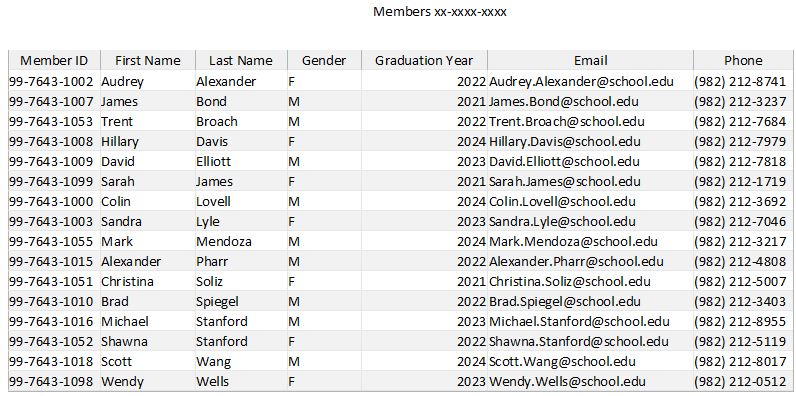 Members xx-xxxx-xxxx
Member ID First Name Last Name Gender Graduation Year Email Phone
99-7643-1002 Audrey Alexander F 2022 Audrey.Alexander@school.edu (982) 212-8741
99-7643-1007 James Bond M 2021 James.Bond@school.edu (982) 212-3237
99-7643-1053 Trent Broach M 2022 Trent.Broach@school.edu (982) 212-7684
99-7643-1008 Hillary Davis F 2024 Hillary.Davis@school.edu (982) 212-7979
99-7643-1009 David Elliott M 2023 David.Elliott@school.edu (982) 212-7818
99-7643-1099 Sarah James F 2021 Sarah.James@school.edu (982) 212-1719
99-7643-1000 Colin Lovell M 2024 Colin.Lovell@school.edu (982) 212-3692
99-7643-1003 Sandra Lyle F 2023 Sandra.Lyle@school.edu (982) 212-7046
99-7643-1055 Mark Mendoza M 2024 Mark.Mendoza@school.edu (982) 212-3217
99-7643-1015 Alexander Pharr M 2022 Alexander.Pharr@school.edu (982) 212-4808
99-7643-1051 Christina Soliz F 2021 Christina.Soliz@school.edu (982) 212-5007
99-7643-1010 Brad Spiegel M 2022 Brad.Spiegel@school.edu (982) 212-3403
99-7643-1016 Michael Stanford M 2023 Michael.Stanford@school.edu (982) 212-8955
99-7643-1052 Shawna Stanford F 2022 Shawna.Stanford@school.edu (982) 212-5119
99-7643-1018 Scott Wang M 2024 Scott.Wang@school.edu (982) 212-8017
99-7643-1098 Wendy Wells F 2023 Wendy.Wells@school.edu (982) 212-0512